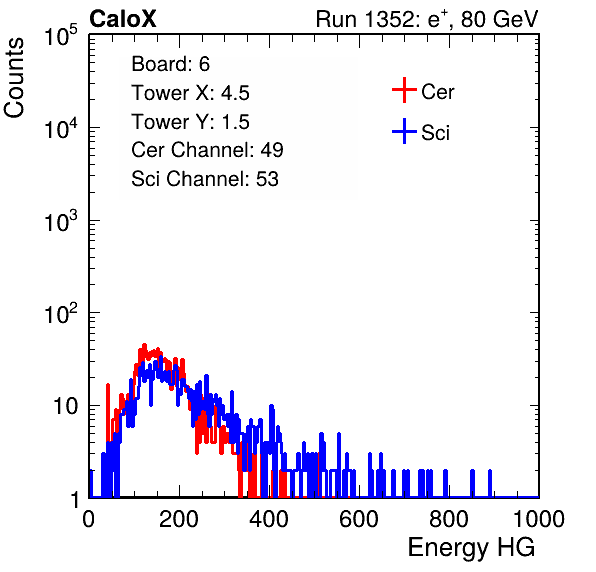 CaloX Run 1352: e⁺, 80 GeV
Counts
Board: 6
Tower X: 4.5
Tower Y: 1.5
Cer Channel: 49
Sci Channel: 53
Cer
Sci
10⁵
10⁴
10³
10²
10
1
0 200 400 600 800 1000
Energy HG